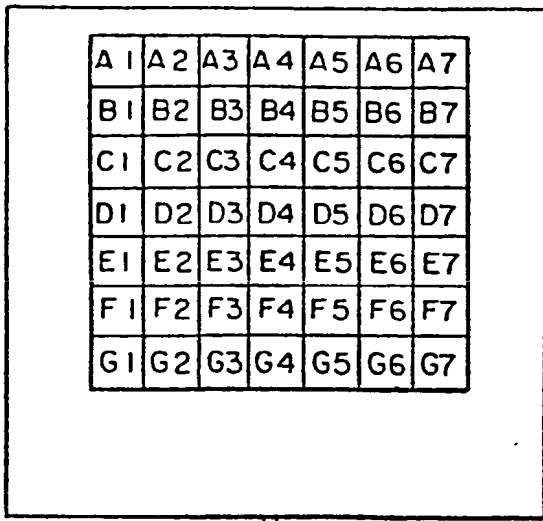 A1 A2 A3 A4 A5 A6 A7
B1 B2 B3 B4 B5 B6 B7
C1 C2 C3 C4 C5 C6 C7
D1 D2 D3 D4 D5 D6 D7
E1 E2 E3 E4 E5 E6 E7
F1 F2 F3 F4 F5 F6 F7
G1 G2 G3 G4 G5 G6 G7